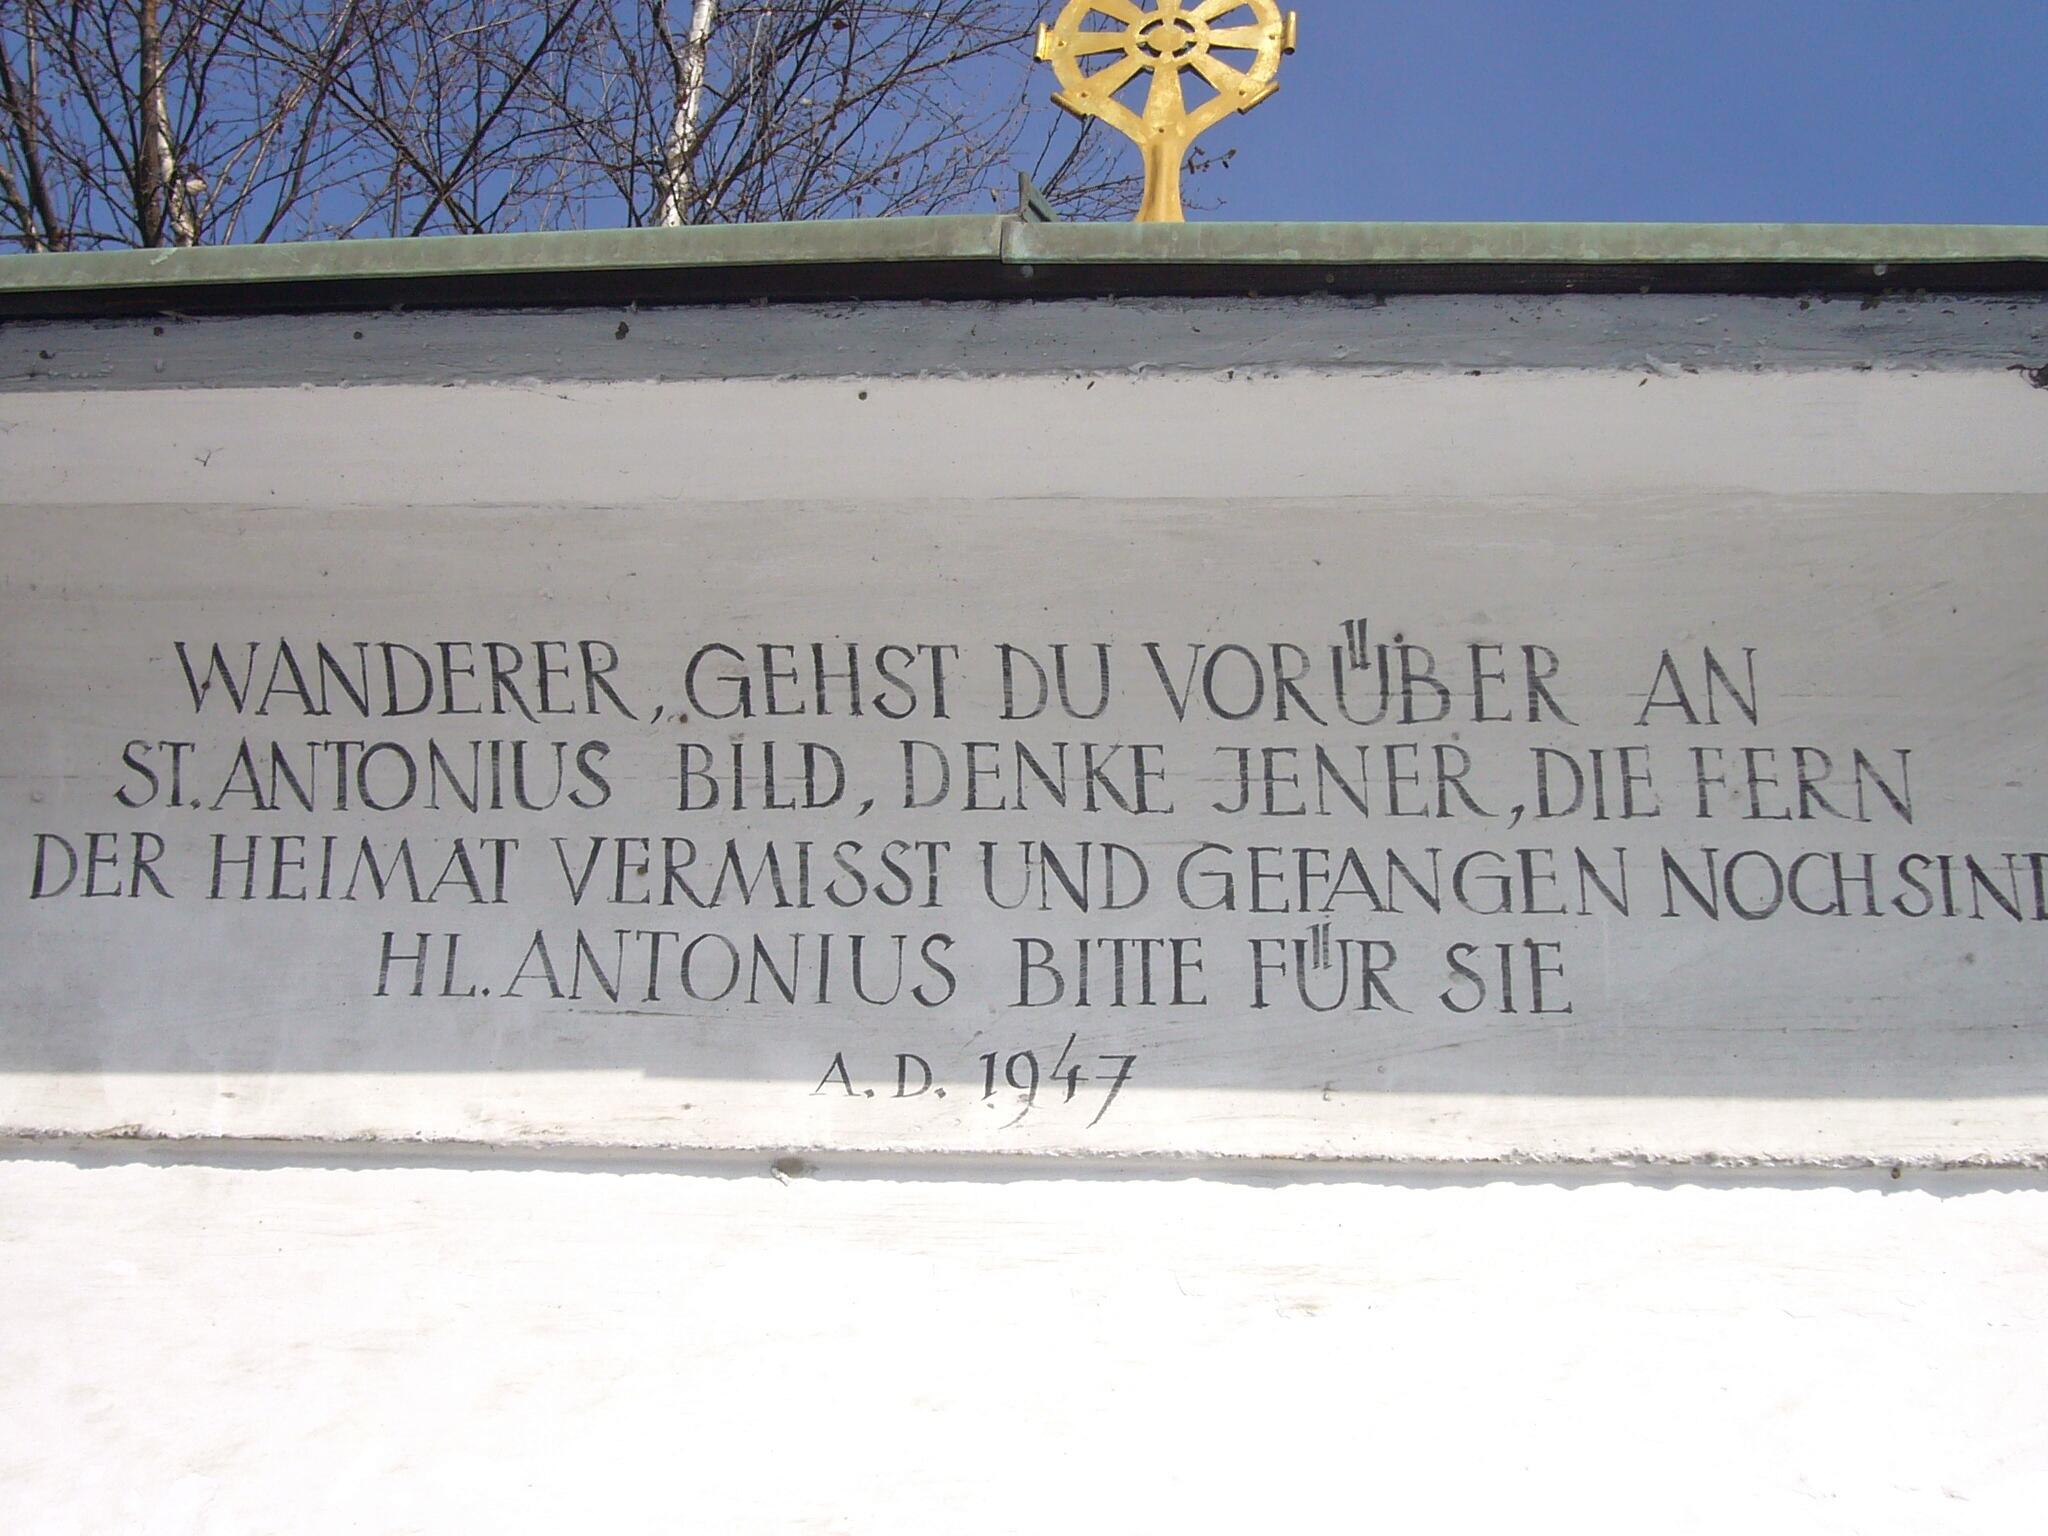 WANDERER, GEHST DU VORÜBER AN
ST. ANTONIUS BILD, DENKE JENER, DIE FERN
DER HEIMAT VERMISST UND GEFANGEN NOCH SIND
HL. ANTONIUS BITTE FÜR SIE
A. D. 1947